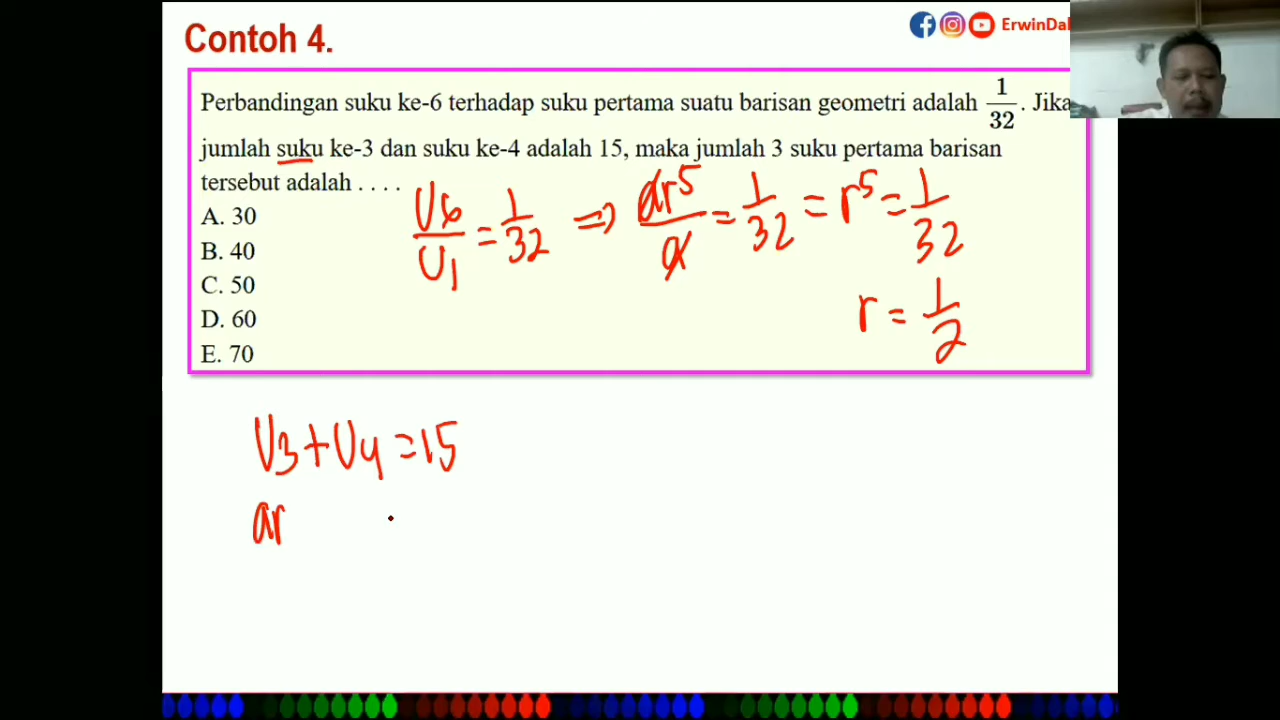 Contoh 4.
ErwinDa
Perbandingan suku ke-6 terhadap suku pertama suatu barisan geometri adalah 1/32. Jika
jumlah suku ke-3 dan suku ke-4 adalah 15, maka jumlah 3 suku pertama barisan
tersebut adalah . . . .
A. 30
B. 40
C. 50
D. 60
E. 70
U6/U1 = 1/32 ⇒ ar⁵/a = 1/32 = r⁵ = 1/32
r = 1/2
U3+U4=15
ar